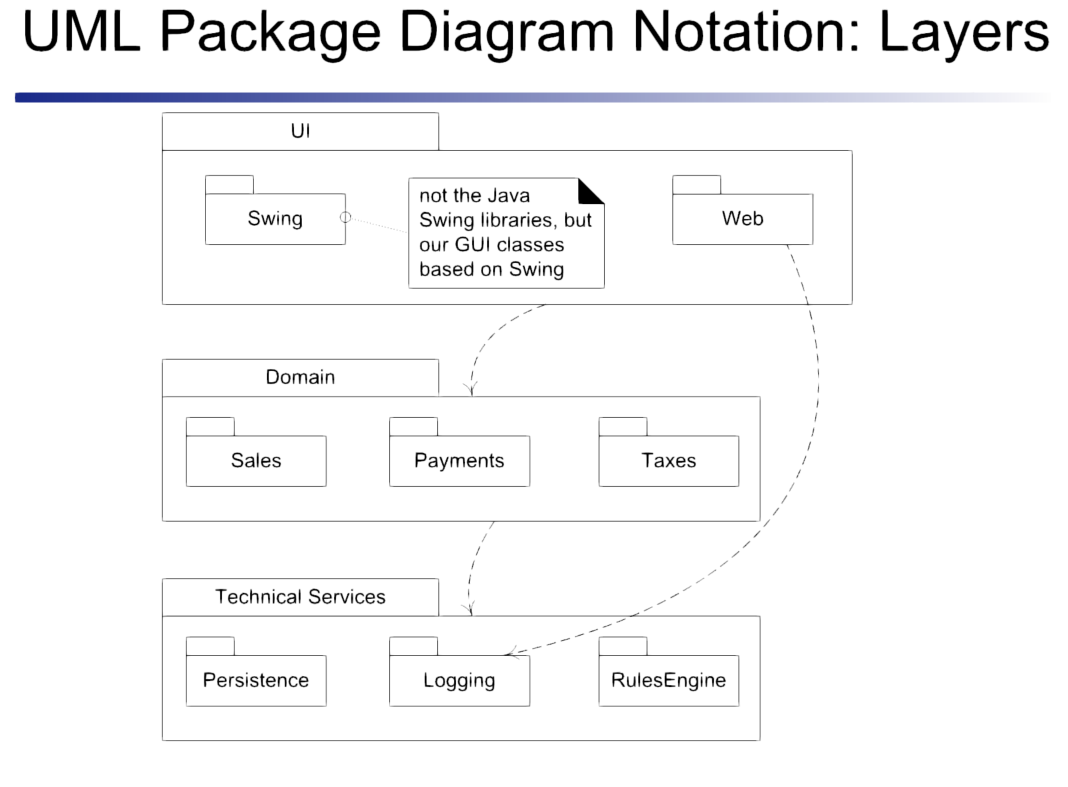 UML Package Diagram Notation: Layers
UI
Swing
not the Java
Swing libraries, but
our GUI classes
based on Swing
Web
Domain
Sales
Payments
Taxes
Technical Services
Persistence
Logging
RulesEngine